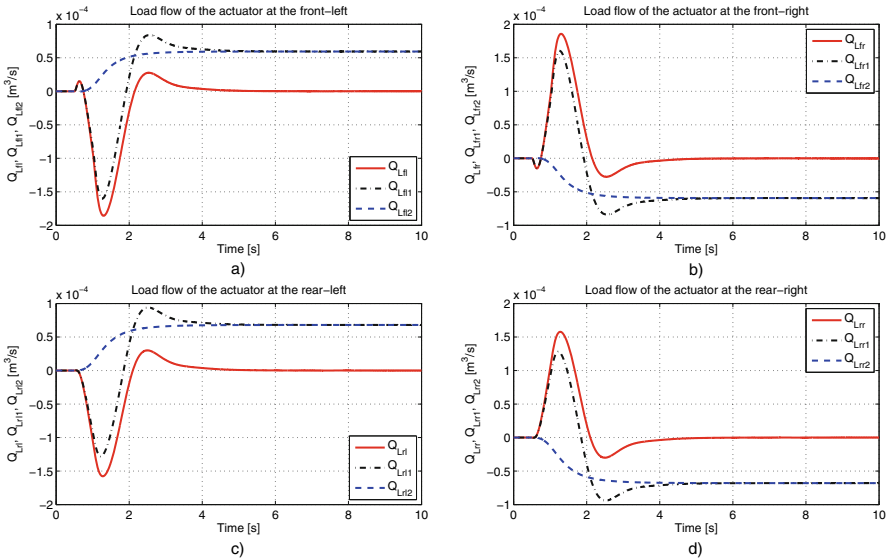 Load flow of the actuator at the front-left
x 10⁻⁴
Q_Lfl, Q_Lfl1, Q_Lfl2 [m³/s]
1
0.5
0
−0.5
−1
−1.5
−2
Q_Lfl
Q_Lfl1
Q_Lfl2
0 2 4 6 8 10
Time [s]
a)
Load flow of the actuator at the front-right
x 10⁻⁴
Q_Lfr, Q_Lfr1, Q_Lfr2 [m³/s]
2
1.5
1
0.5
0
−0.5
−1
Q_Lfr
Q_Lfr1
Q_Lfr2
0 2 4 6 8 10
Time [s]
b)
Load flow of the actuator at the rear-left
x 10⁻⁴
Q_Lrl, Q_Lrl1, Q_Lrl2 [m³/s]
1
0.5
0
−0.5
−1
−1.5
−2
Q_Lrl
Q_Lrl1
Q_Lrl2
0 2 4 6 8 10
Time [s]
c)
Load flow of the actuator at the rear-right
x 10⁻⁴
Q_Lrr, Q_Lrr1, Q_Lrr2 [m³/s]
2
1.5
1
0.5
0
−0.5
−1
Q_Lrr
Q_Lrr1
Q_Lrr2
0 2 4 6 8 10
Time [s]
d)